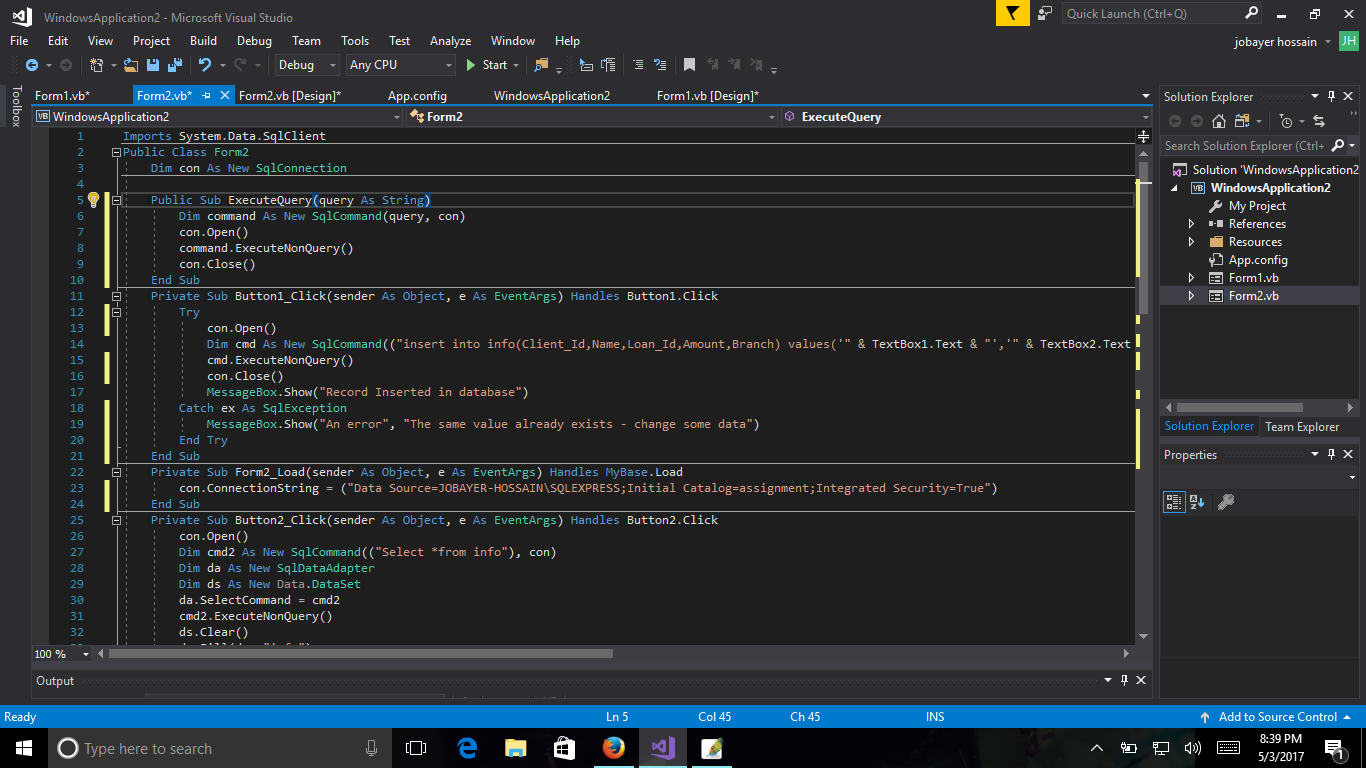 WindowsApplication2 - Microsoft Visual Studio
Quick Launch (Ctrl+Q)
File Edit View Project Build Debug Team Tools Test Analyze Window Help
jobayer hossain JH
Debug Any CPU Start
Toolbox
Form1.vb* Form2.vb* Form2.vb [Design]* App.config WindowsApplication2 Form1.vb [Design]*
VB WindowsApplication2 Form2 ExecuteQuery
1 Imports System.Data.SqlClient
2 Public Class Form2
3 Dim con As New SqlConnection
4
5 Public Sub ExecuteQuery(query As String)
6 Dim command As New SqlCommand(query, con)
7 con.Open()
8 command.ExecuteNonQuery()
9 con.Close()
10 End Sub
11 Private Sub Button1_Click(sender As Object, e As EventArgs) Handles Button1.Click
12 Try
13 con.Open()
14 Dim cmd As New SqlCommand(("insert into info(Client_Id,Name,Loan_Id,Amount,Branch) values('" & TextBox1.Text & "','" & TextBox2.Text
15 cmd.ExecuteNonQuery()
16 con.Close()
17 MessageBox.Show("Record Inserted in database")
18 Catch ex As SqlException
19 MessageBox.Show("An error", "The same value already exists - change some data")
20 End Try
21 End Sub
22 Private Sub Form2_Load(sender As Object, e As EventArgs) Handles MyBase.Load
23 con.ConnectionString = ("Data Source=JOBAYER-HOSSAIN\SQLEXPRESS;Initial Catalog=assignment;Integrated Security=True")
24 End Sub
25 Private Sub Button2_Click(sender As Object, e As EventArgs) Handles Button2.Click
26 con.Open()
27 Dim cmd2 As New SqlCommand(("Select *from info"), con)
28 Dim da As New SqlDataAdapter
29 Dim ds As New Data.DataSet
30 da.SelectCommand = cmd2
31 cmd2.ExecuteNonQuery()
32 ds.Clear()
100 %
Output
Solution Explorer
Search Solution Explorer (Ctrl+
Solution 'WindowsApplication2
VB WindowsApplication2
My Project
References
Resources
App.config
Form1.vb
Form2.vb
Solution Explorer Team Explorer
Properties
Ready Ln 5 Col 45 Ch 45 INS Add to Source Control
Type here to search
8:39 PM
5/3/2017
1